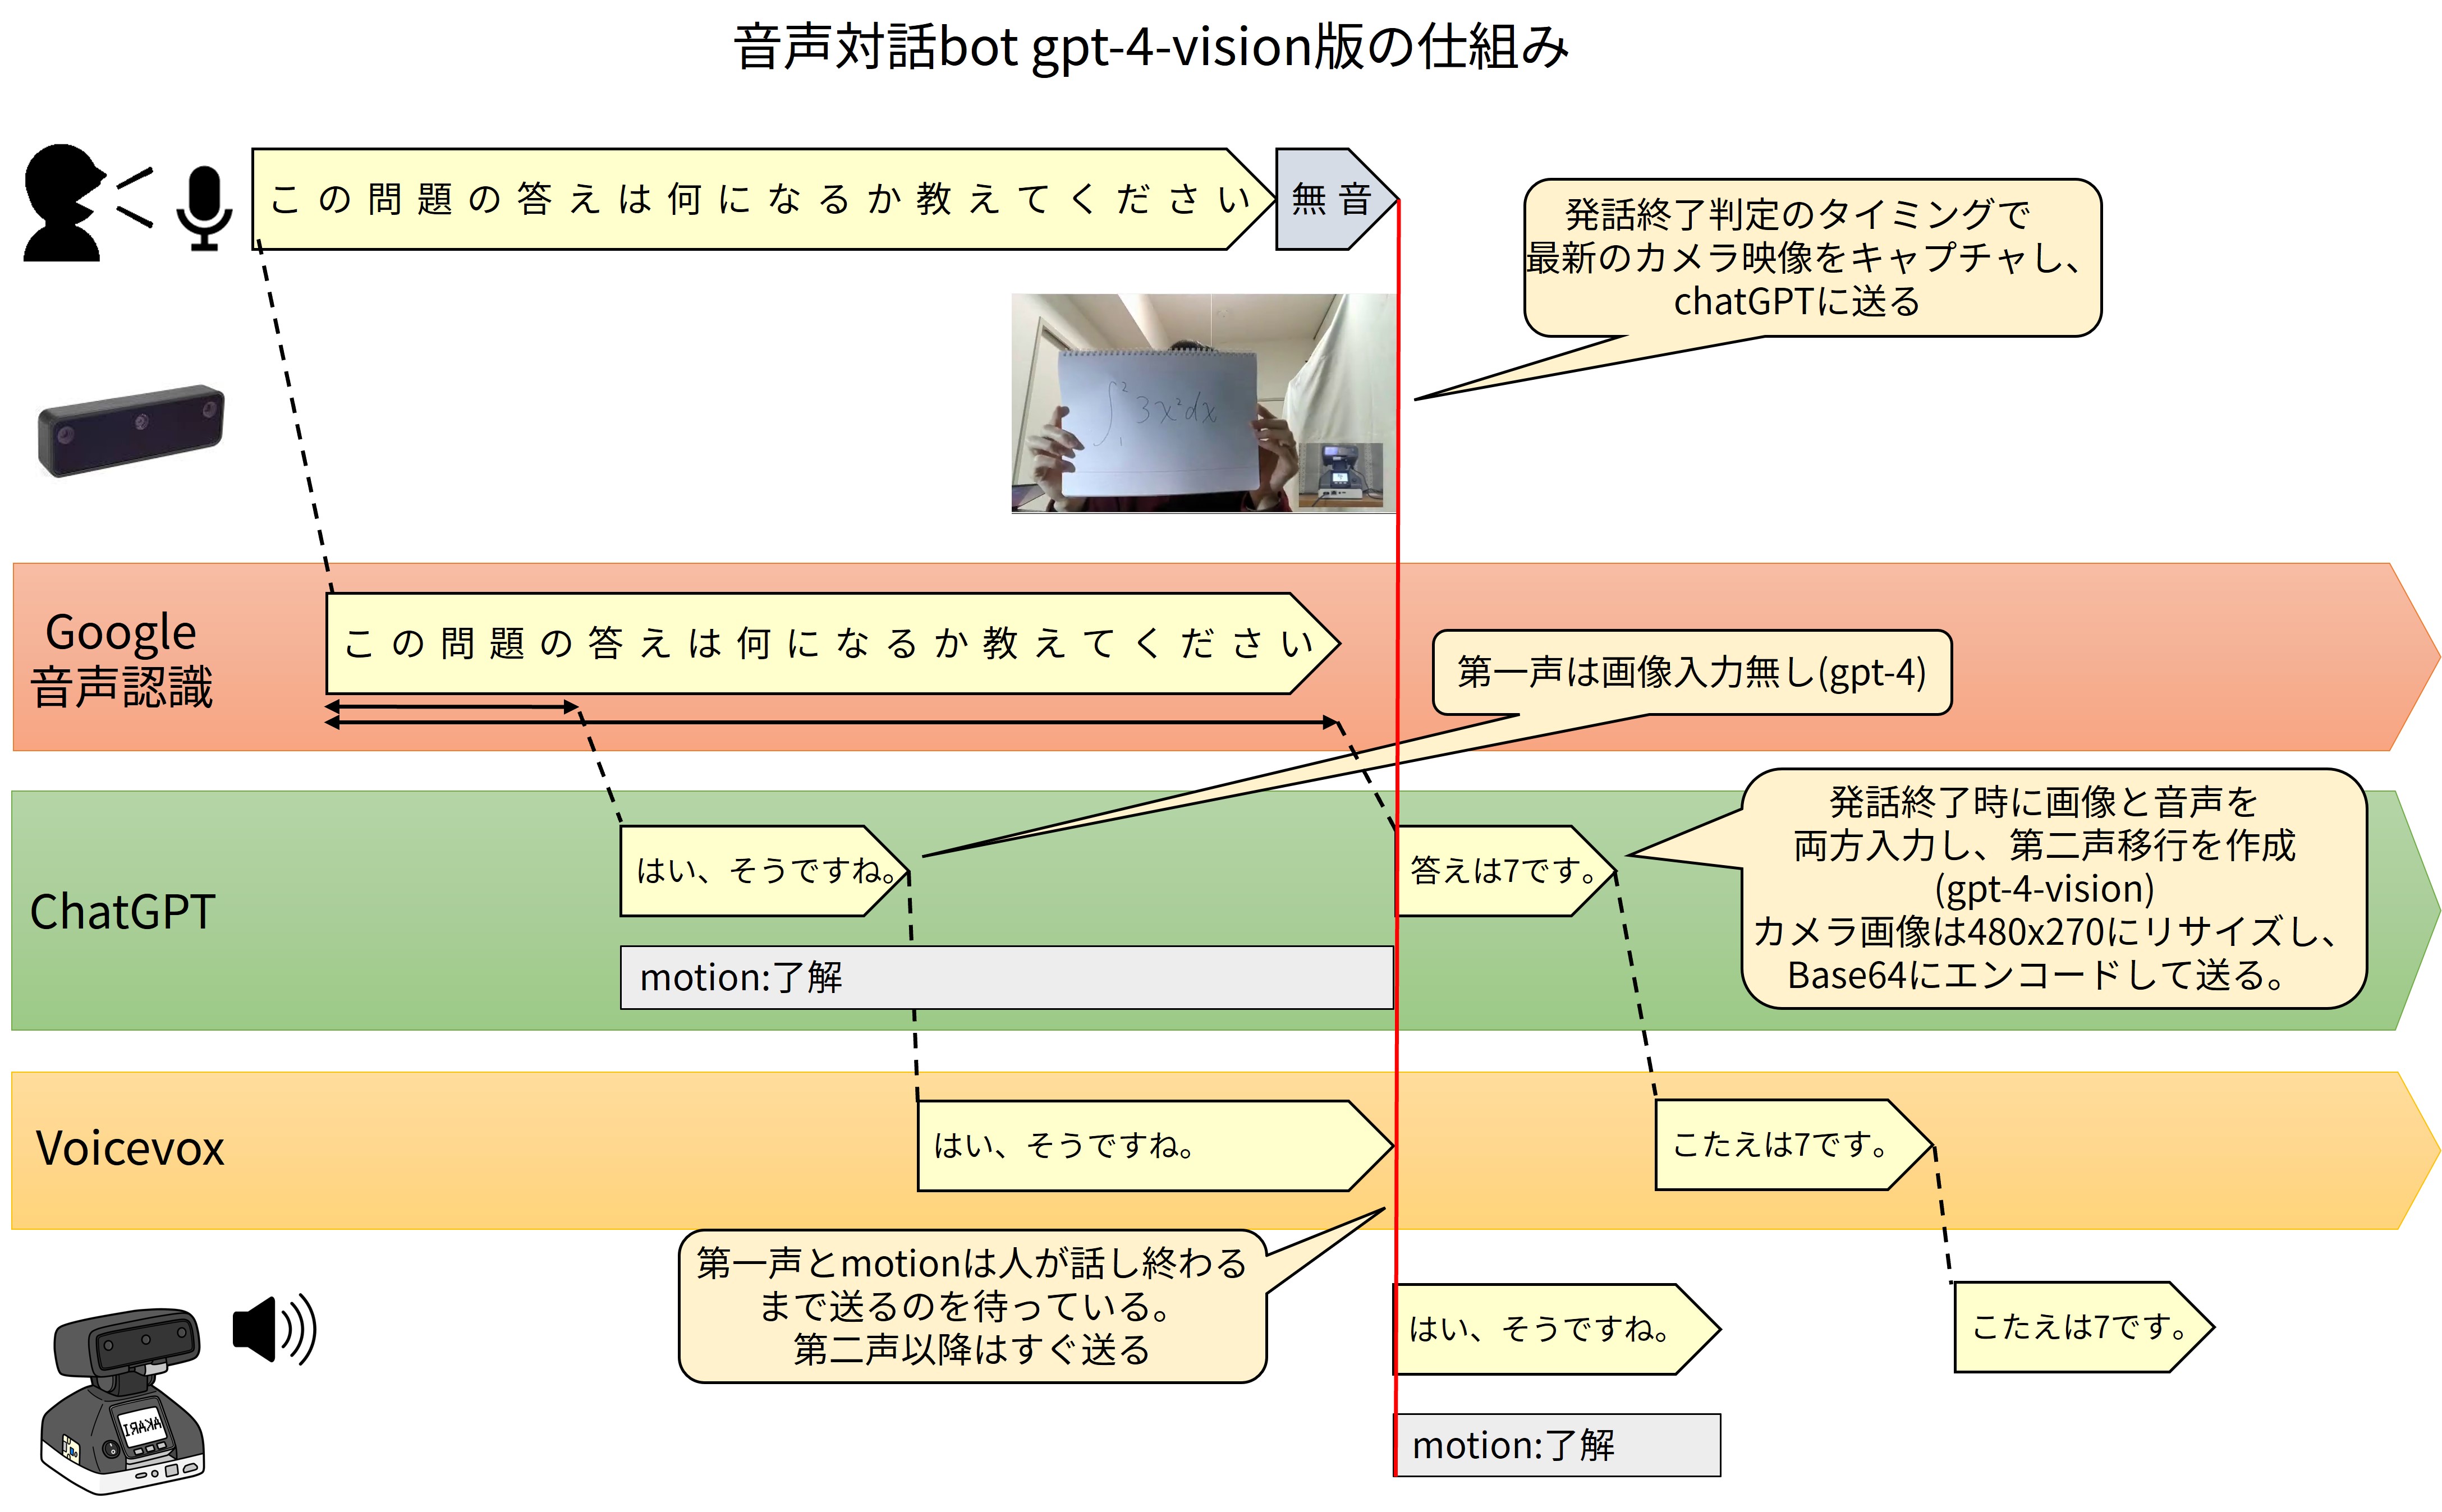 音声対話bot gpt-4-vision版の仕組み
この問題の答えは何になるか教えてください
無音
発話終了判定のタイミングで
最新のカメラ映像をキャプチャし、
chatGPTに送る
∫₁² 3x²dx
Google
音声認識
この問題の答えは何になるか教えてください
第一声は画像入力無し(gpt-4)
ChatGPT
はい、そうですね。
答えは7です。
発話終了時に画像と音声を
両方入力し、第二声移行を作成
(gpt-4-vision)
カメラ画像は480x270にリサイズし、
Base64にエンコードして送る。
motion:了解
Voicevox
はい、そうですね。
こたえは7です。
第一声とmotionは人が話し終わる
まで送るのを待っている。
第二声以降はすぐ送る
はい、そうですね。
こたえは7です。
AKARI
motion:了解